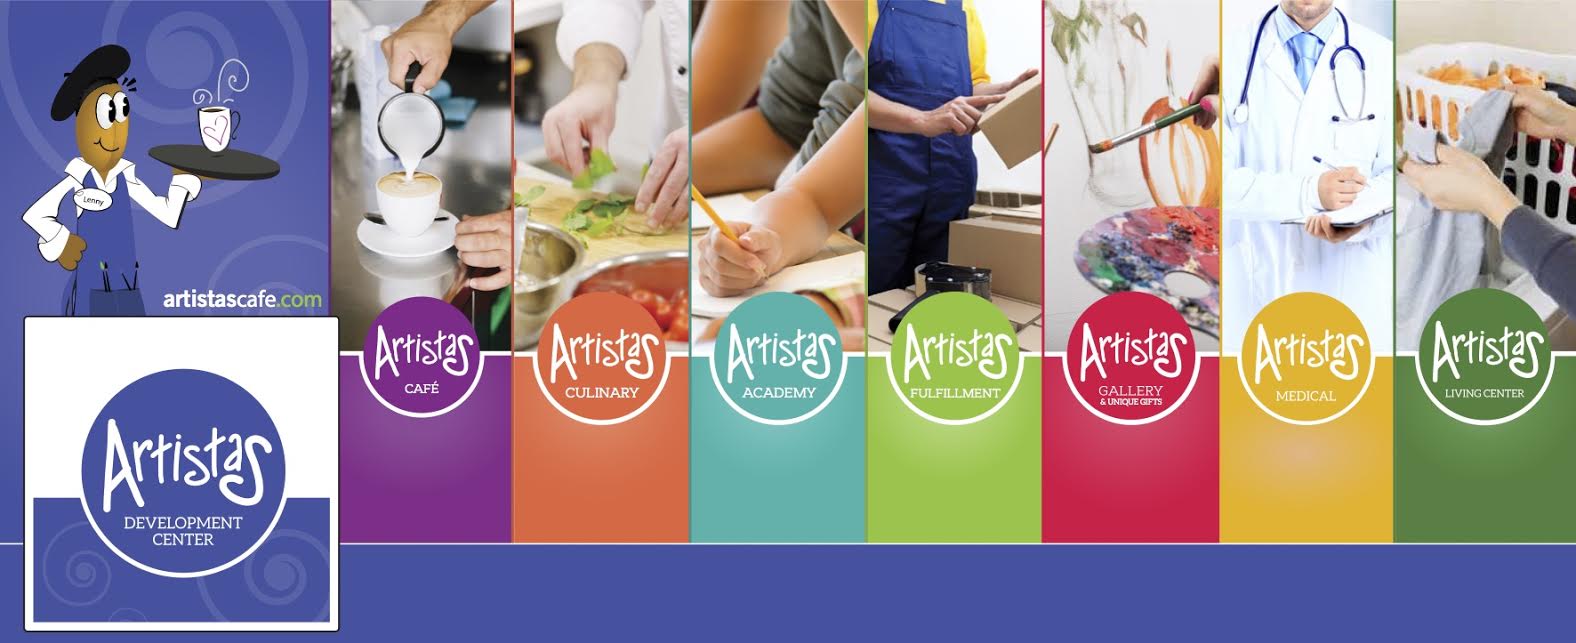 Lenny
artistascafe.com
Artistas
DEVELOPMENT
CENTER
Artistas
CAFÉ
Artistas
CULINARY
Artistas
ACADEMY
Artistas
FULFILLMENT
Artistas
GALLERY
& UNIQUE GIFTS
Artistas
MEDICAL
Artistas
LIVING CENTER